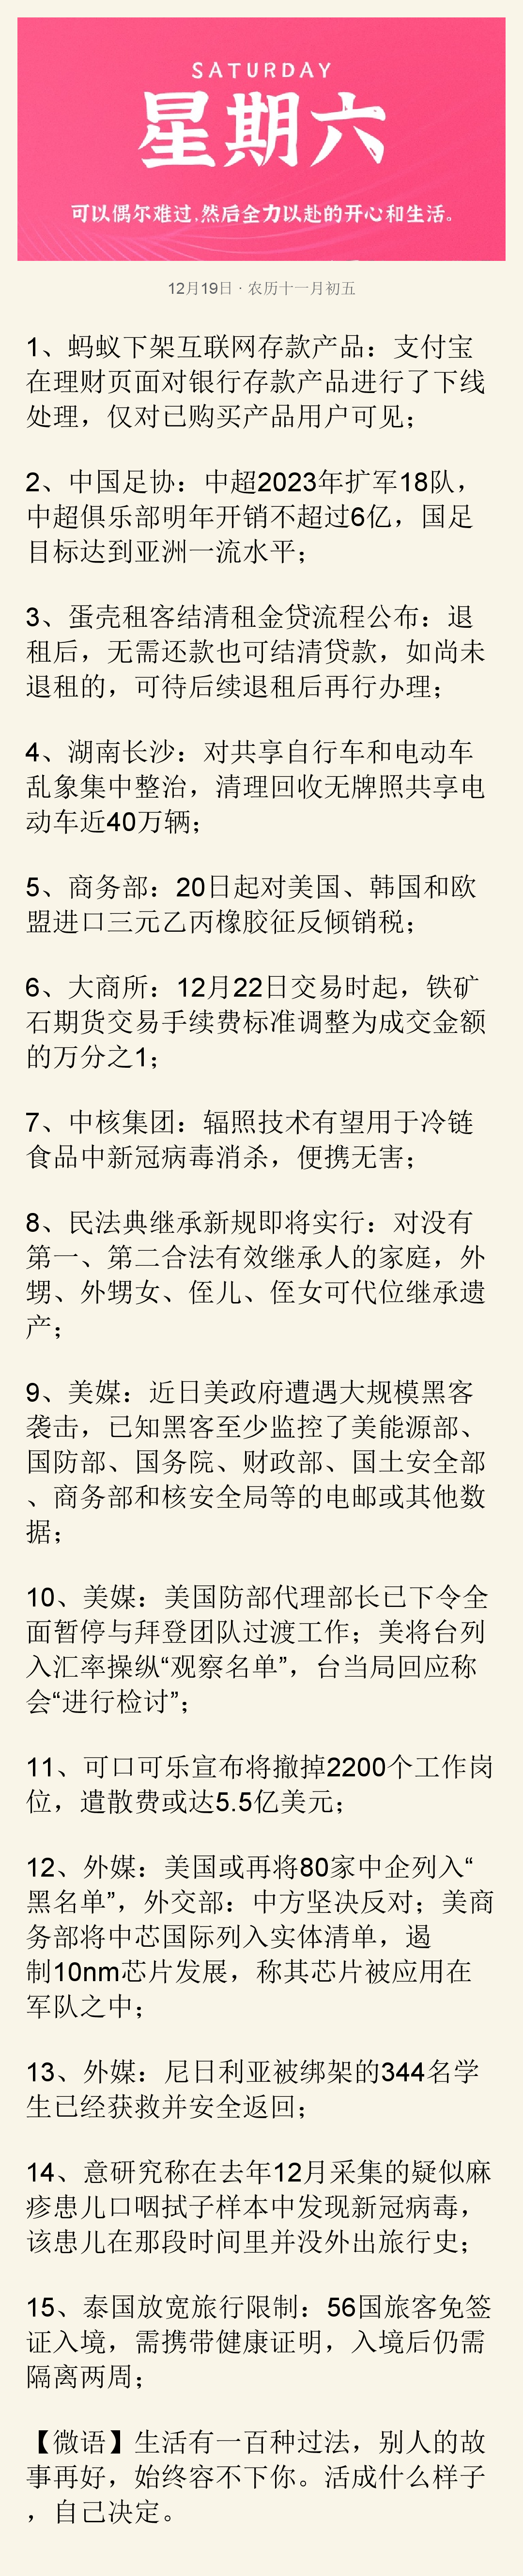 SATURDAY
星期六
可以偶尔难过,然后全力以赴的开心和生活。
12月19日 · 农历十一月初五
1、蚂蚁下架互联网存款产品：支付宝
在理财页面对银行存款产品进行了下线
处理，仅对已购买产品用户可见；
2、中国足协：中超2023年扩军18队，
中超俱乐部明年开销不超过6亿，国足
目标达到亚洲一流水平；
3、蛋壳租客结清租金贷流程公布：退
租后，无需还款也可结清贷款，如尚未
退租的，可待后续退租后再行办理；
4、湖南长沙：对共享自行车和电动车
乱象集中整治，清理回收无牌照共享电
动车近40万辆；
5、商务部：20日起对美国、韩国和欧
盟进口三元乙丙橡胶征反倾销税；
6、大商所：12月22日交易时起，铁矿
石期货交易手续费标准调整为成交金额
的万分之1；
7、中核集团：辐照技术有望用于冷链
食品中新冠病毒消杀，便携无害；
8、民法典继承新规即将实行：对没有
第一、第二合法有效继承人的家庭，外
甥、外甥女、侄儿、侄女可代位继承遗
产；
9、美媒：近日美政府遭遇大规模黑客
袭击，已知黑客至少监控了美能源部、
国防部、国务院、财政部、国土安全部
、商务部和核安全局等的电邮或其他数
据；
10、美媒：美国防部代理部长已下令全
面暂停与拜登团队过渡工作；美将台列
入汇率操纵“观察名单”，台当局回应称
会“进行检讨”；
11、可口可乐宣布将撤掉2200个工作岗
位，遣散费或达5.5亿美元；
12、外媒：美国或再将80家中企列入“
黑名单”，外交部：中方坚决反对；美商
务部将中芯国际列入实体清单，遏
制10nm芯片发展，称其芯片被应用在
军队之中；
13、外媒：尼日利亚被绑架的344名学
生已经获救并安全返回；
14、意研究称在去年12月采集的疑似麻
疹患儿口咽拭子样本中发现新冠病毒，
该患儿在那段时间里并没外出旅行史；
15、泰国放宽旅行限制：56国旅客免签
证入境，需携带健康证明，入境后仍需
隔离两周；
【微语】生活有一百种过法，别人的故
事再好，始终容不下你。活成什么样子
，自己决定。